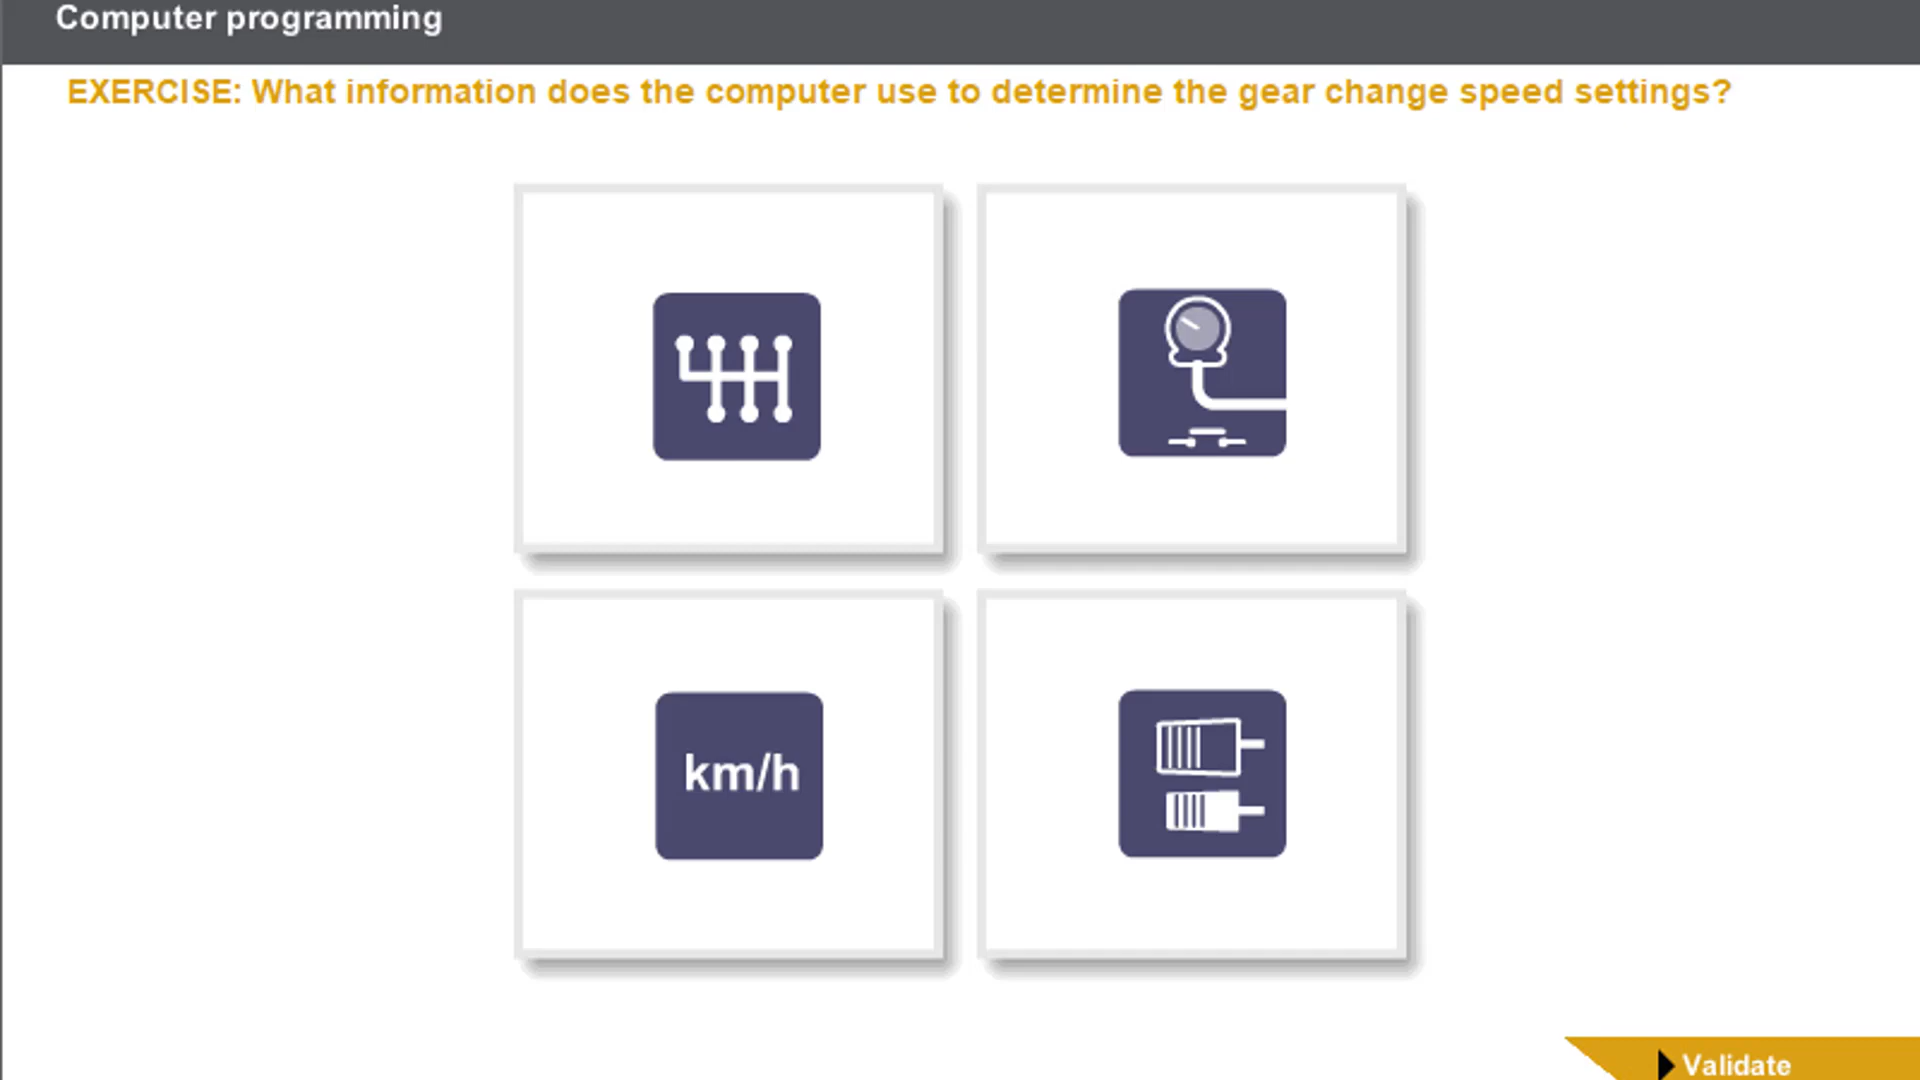 Computer programming
EXERCISE: What information does the computer use to determine the gear change speed settings?
km/h
Validate